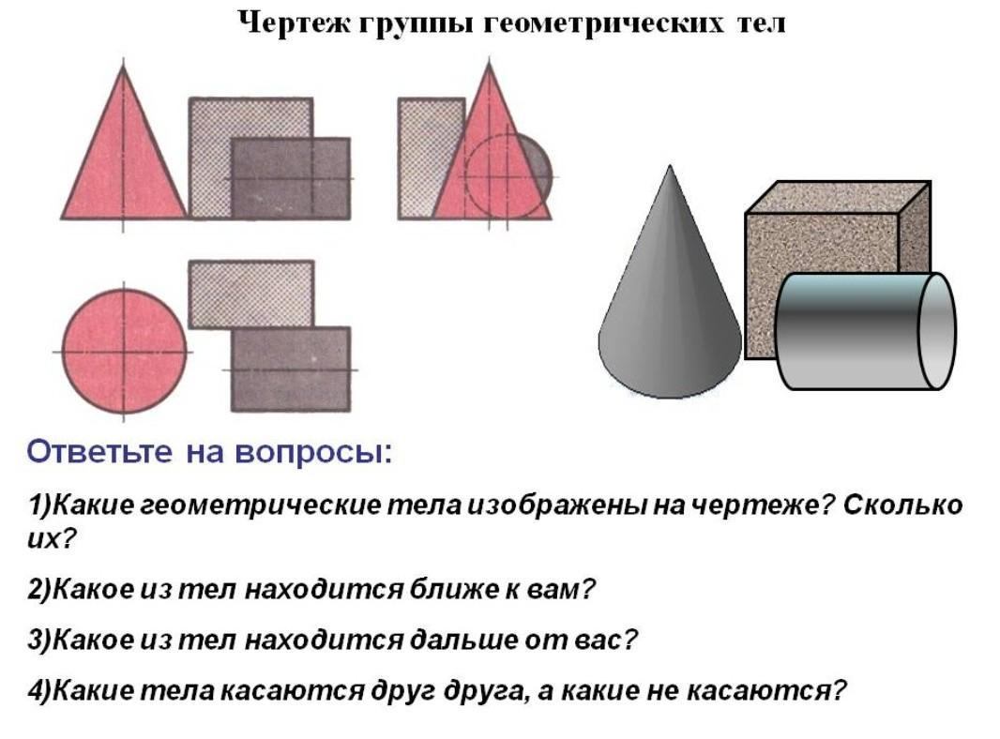 Чертеж группы геометрических тел
Ответьте на вопросы:
1)Какие геометрические тела изображены на чертеже? Сколько
их?
2)Какое из тел находится ближе к вам?
3)Какое из тел находится дальше от вас?
4)Какие тела касаются друг друга, а какие не касаются?